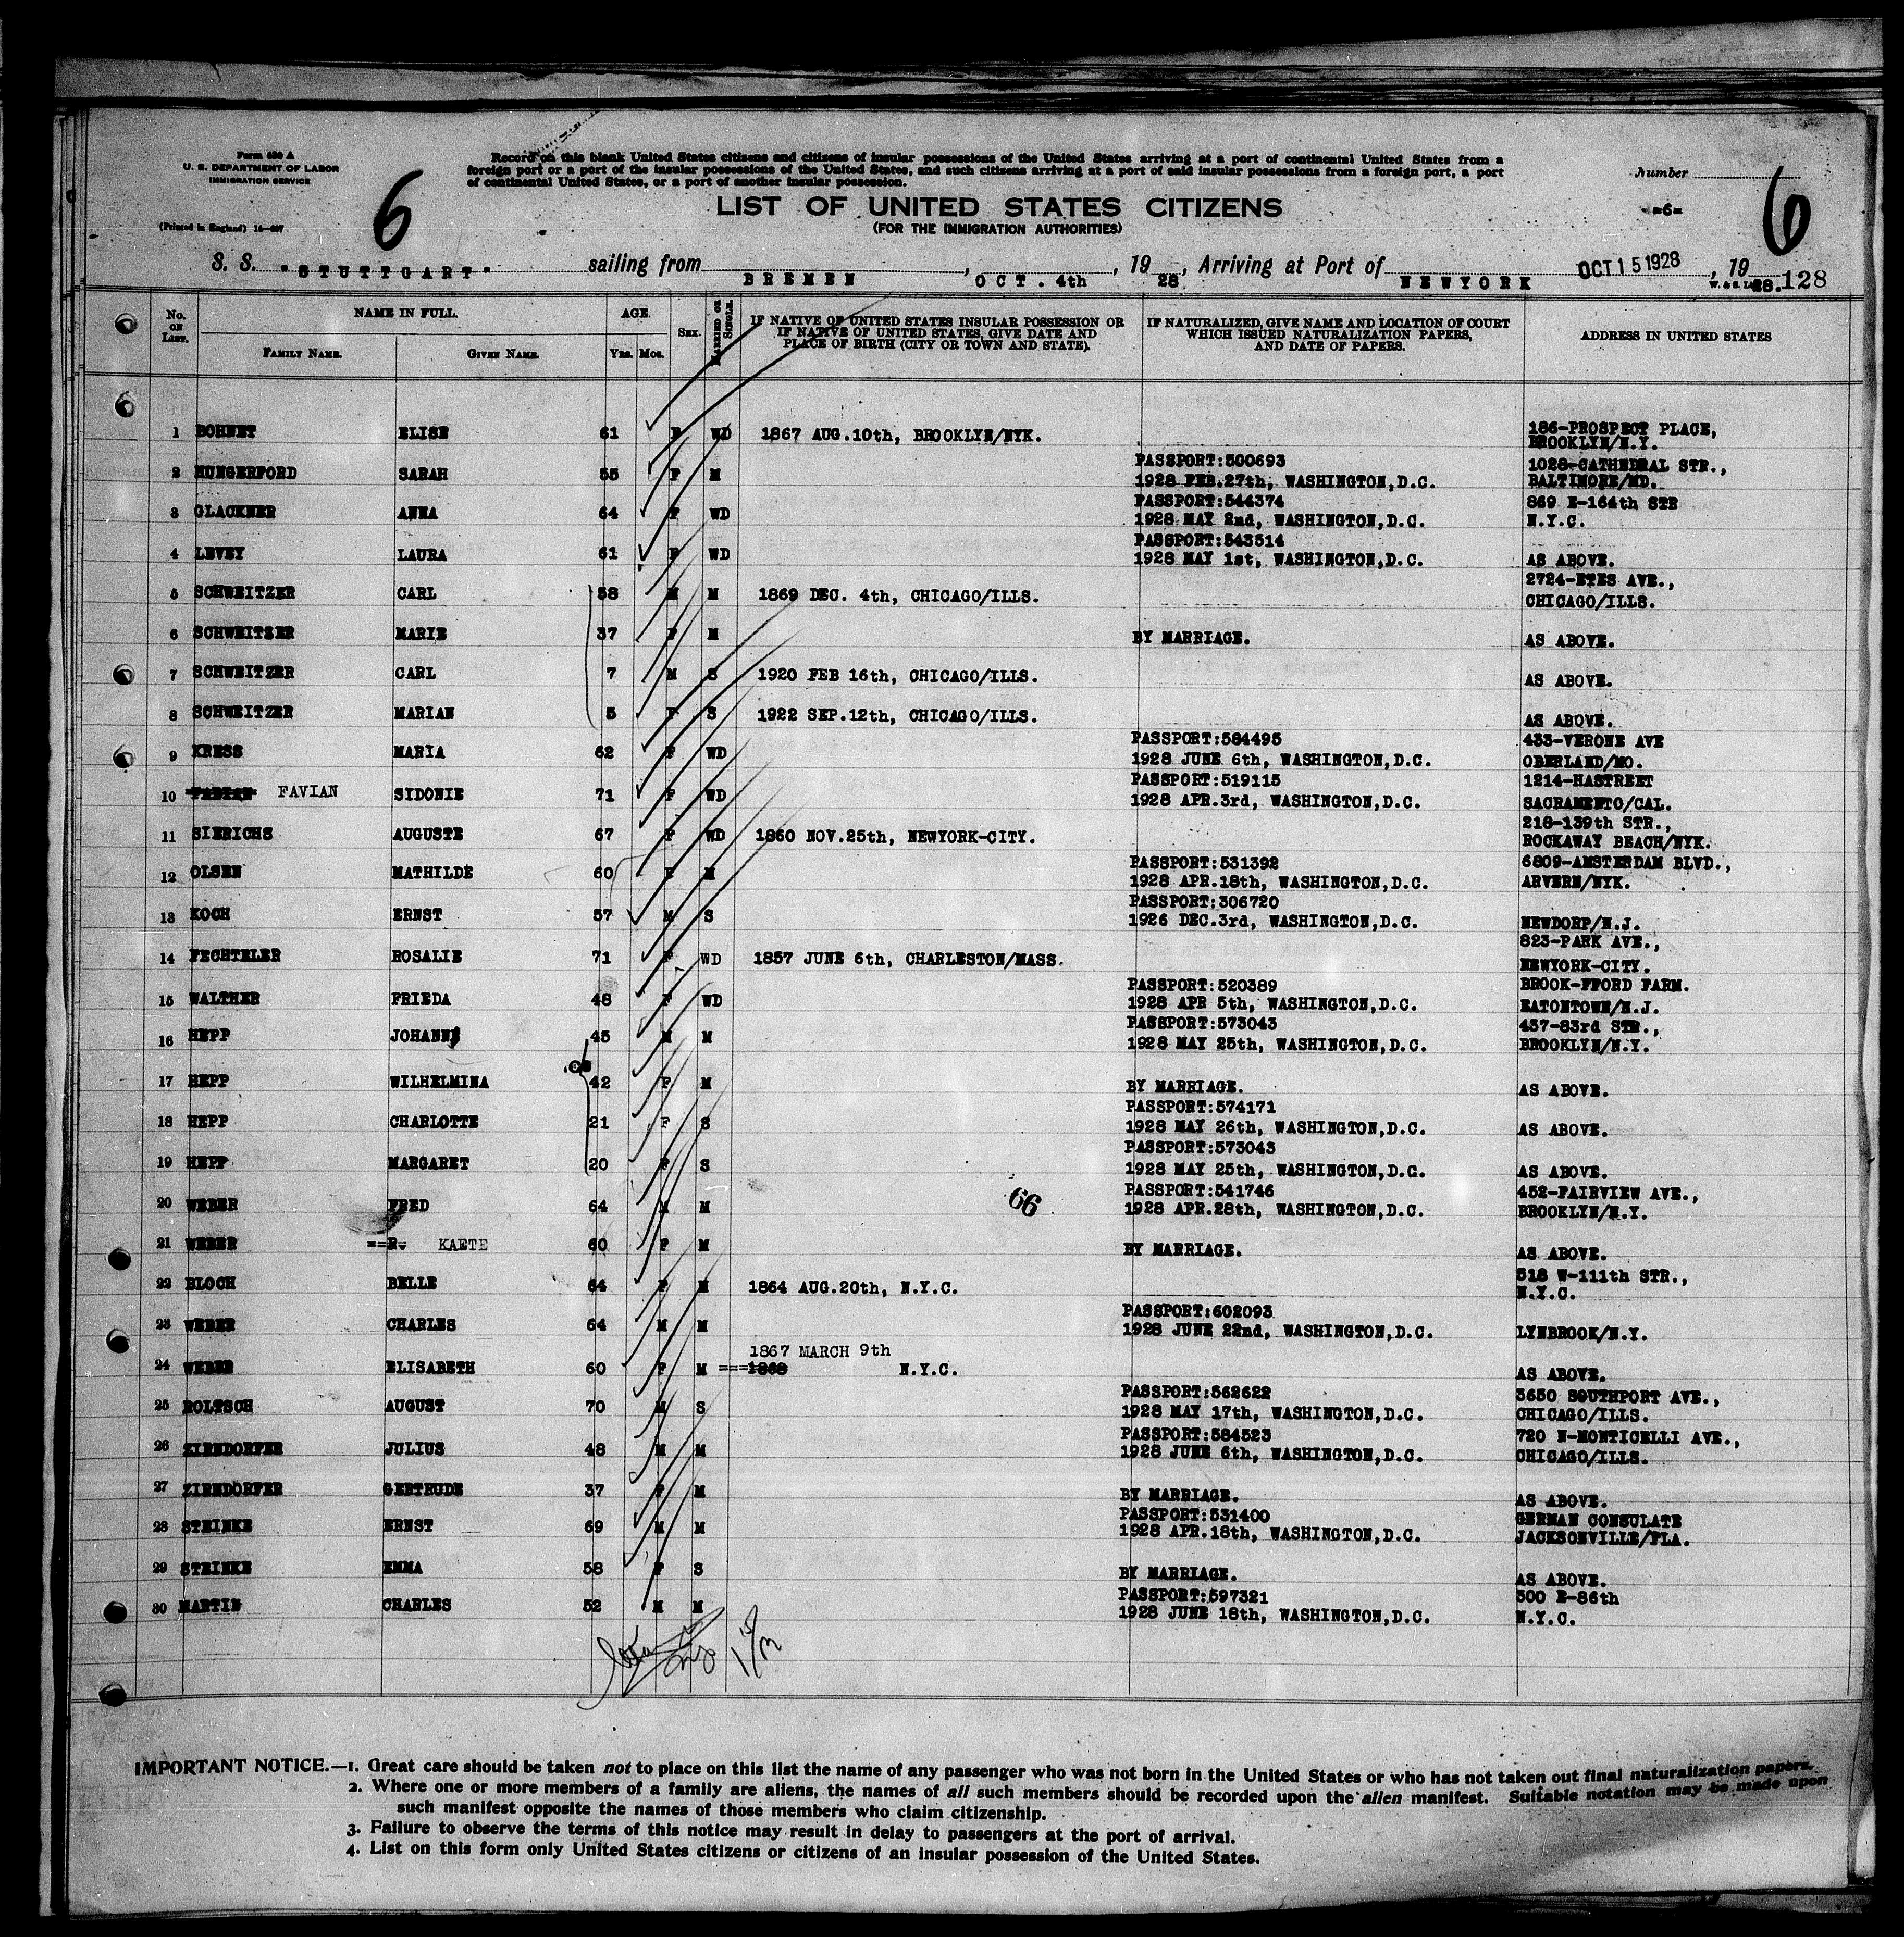 Form 630 A
U. S. DEPARTMENT OF LABOR
IMMIGRATION SERVICE
(Printed in England) 14—607
6
Record on this blank United States citizens and citizens of insular possessions of the United States arriving at a port of continental United States from a
foreign port or a port of the insular possessions of the United States, and such citizens arriving at a port of said insular possessions from a foreign port, a port
of continental United States, or a port of another insular possession.
Number
-6-
6
LIST OF UNITED STATES CITIZENS
(FOR THE IMMIGRATION AUTHORITIES)
S. S. "STUTTGART" sailing from BREMEN, OCT. 4th, 1928, Arriving at Port of NEWYORK OCT 15 1928, 1928. 128
No. ON LIST. NAME IN FULL. AGE. SEX. MARRIED OR SINGLE. IF NATIVE OF UNITED STATES INSULAR POSSESSION OR IF NATIVE OF UNITED STATES, GIVE DATE AND PLACE OF BIRTH (CITY OR TOWN AND STATE). IF NATURALIZED, GIVE NAME AND LOCATION OF COURT WHICH ISSUED NATURALIZATION PAPERS, AND DATE OF PAPERS. ADDRESS IN UNITED STATES
FAMILY NAME. GIVEN NAME. Yrs. Mos.
1 BOHNET ELISE 61 F WD 1867 AUG.10th, BROOKLYN/NYK. 186-PROSPECT PLACE, BROOKLYN/N.Y.
2 HUNGERFORD SARAH 55 F M PASSPORT:500693 1928 FEB.27th, WASHINGTON,D.C. 1028-CATHEDRAL STR., BALTIMORE/MD.
3 GLACKNER ANNA 64 F WD PASSPORT:544374 1928 MAY 2nd, WASHINGTON,D.C. 869 E-164th STR N.Y.C.
4 LEVEY LAURA 61 F WD PASSPORT:543514 1928 MAY 1st, WASHINGTON,D.C. AS ABOVE.
5 SCHWEITZER CARL 58 M M 1869 DEC. 4th, CHICAGO/ILLS. 2724-ETES AVE., CHICAGO/ILLS.
6 SCHWEITZER MARIE 37 F M BY MARRIAGE. AS ABOVE.
7 SCHWEITZER CARL 7 M S 1920 FEB 16th, CHICAGO/ILLS. AS ABOVE.
8 SCHWEITZER MARIAN 5 F S 1922 SEP.12th, CHICAGO/ILLS. AS ABOVE.
9 KRESS MARIA 62 F WD PASSPORT:584495 1928 JUNE 6th, WASHINGTON,D.C. 433-VERONE AVE OBERLAND/MO.
10 FABIAN FAVIAN SIDONIE 71 F WD PASSPORT:519115 1928 APR.3rd, WASHINGTON,D.C. 1214-HASTREET SACRAMENTO/CAL.
11 SIERICHS AUGUSTE 67 F WD 1860 NOV.25th, NEWYORK-CITY. 218-139th STR., ROCKAWAY BEACH/NYK.
12 OLSEN MATHILDE 60 F M PASSPORT:531392 1928 APR.18th, WASHINGTON,D.C. 6809-AMSTERDAM BLVD., ARVERN/NYK.
13 KOCH ERNST 57 M S PASSPORT:306720 1926 DEC.3rd, WASHINGTON,D.C. NEWDORP/N.J.
14 FECHTELER ROSALIE 71 F WD 1857 JUNE 6th, CHARLESTON/MASS. 823-PARK AVE., NEWYORK-CITY.
15 WALTHER FRIEDA 48 F WD PASSPORT:520389 1928 APR 5th, WASHINGTON,D.C. BROOK-FFORD FARM. EATONTOWN/N.J.
16 HEPP JOHANN 45 M M PASSPORT:573043 1928 MAY 25th, WASHINGTON,D.C. 437-83rd STR., BROOKLYN/N.Y.
17 HEPP WILHELMINA 42 F M BY MARRIAGE. AS ABOVE.
18 HEPP CHARLOTTE 21 F S PASSPORT:574171 1928 MAY 26th, WASHINGTON,D.C. AS ABOVE.
19 HEPP MARGARET 20 F S PASSPORT:573043 1928 MAY 25th, WASHINGTON,D.C. AS ABOVE.
20 WEBER FRED 64 M M 66 PASSPORT:541746 1928 APR.28th, WASHINGTON,D.C. 452-FAIRVIEW AVE., BROOKLYN/N.Y.
21 WEBER R. KAETE 60 F M BY MARRIAGE. AS ABOVE.
22 BLOCH BELLE 64 F M 1864 AUG.20th, N.Y.C. 518 W-111th STR., N.Y.C.
23 WEBER CHARLES 64 M M PASSPORT:602093 1928 JUNE 22nd, WASHINGTON,D.C. LYNBROOK/N.Y.
24 WEBER ELISABETH 60 F M 1868 1867 MARCH 9th N.Y.C. AS ABOVE.
25 ROLTSCH AUGUST 70 M S PASSPORT:562622 1928 MAY 17th, WASHINGTON,D.C. 3650 SOUTHPORT AVE., CHICAGO/ILLS.
26 ZIRNDORFER JULIUS 48 M M PASSPORT:584523 1928 JUNE 6th, WASHINGTON,D.C. 720 N-MONTICELLI AVE., CHICAGO/ILLS.
27 ZIRNDORFER GERTRUDE 37 F M BY MARRIAGE. AS ABOVE.
28 STEINKE ERNST 69 M M PASSPORT:531400 1928 APR.18th, WASHINGTON,D.C. GERMAN CONSULATE JACKSONVILLE/FLA.
29 STEINKE EMMA 58 F S BY MARRIAGE. AS ABOVE.
30 MARTIN CHARLES 52 M M PASSPORT:597321 1928 JUNE 18th, WASHINGTON,D.C. 300 E-86th N.Y.C.
IMPORTANT NOTICE.—1. Great care should be taken not to place on this list the name of any passenger who was not born in the United States or who has not taken out final naturalization papers.
2. Where one or more members of a family are aliens, the names of all such members should be recorded upon the alien manifest. Suitable notation may be made upon
such manifest opposite the names of those members who claim citizenship.
3. Failure to observe the terms of this notice may result in delay to passengers at the port of arrival.
4. List on this form only United States citizens or citizens of an insular possession of the United States.